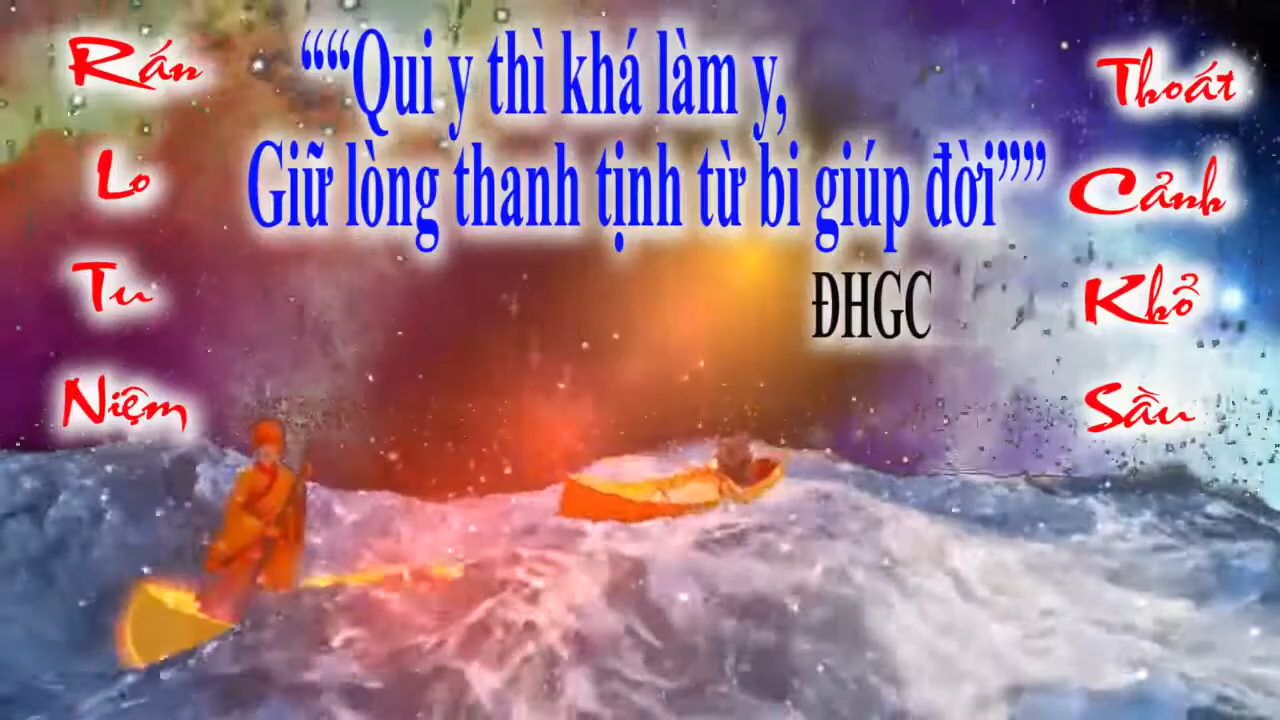 Rán
Lo
Tu
Niệm
““Qui y thì khá làm y,
Giữ lòng thanh tịnh từ bi giúp đời””
ĐHGC
Thoát
Cảnh
Khổ
Sầu